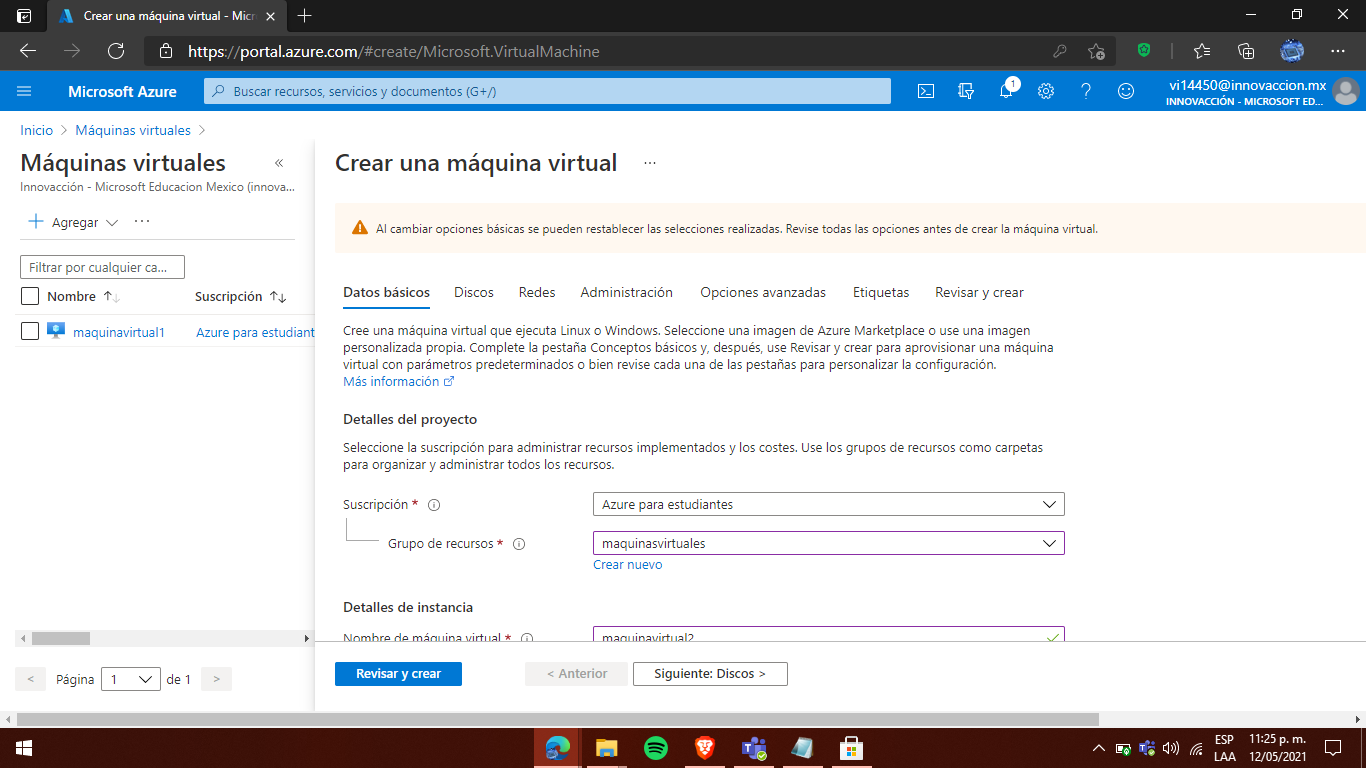 Crear una máquina virtual - Micr
https://portal.azure.com/#create/Microsoft.VirtualMachine
Microsoft Azure
Buscar recursos, servicios y documentos (G+/)
1
vi14450@innovaccion.mx
INNOVACCIÓN - MICROSOFT ED...
Inicio > Máquinas virtuales >
Máquinas virtuales «
Innovacción - Microsoft Educacion Mexico (innova...
+ Agregar ...
Filtrar por cualquier ca...
Nombre ↑↓ Suscripción ↑↓
maquinavirtual1 Azure para estudiant
< Página 1 de 1 >
Crear una máquina virtual ...
Al cambiar opciones básicas se pueden restablecer las selecciones realizadas. Revise todas las opciones antes de crear la máquina virtual.
Datos básicos Discos Redes Administración Opciones avanzadas Etiquetas Revisar y crear
Cree una máquina virtual que ejecuta Linux o Windows. Seleccione una imagen de Azure Marketplace o use una imagen
personalizada propia. Complete la pestaña Conceptos básicos y, después, use Revisar y crear para aprovisionar una máquina
virtual con parámetros predeterminados o bien revise cada una de las pestañas para personalizar la configuración.
Más información
Detalles del proyecto
Seleccione la suscripción para administrar recursos implementados y los costes. Use los grupos de recursos como carpetas
para organizar y administrar todos los recursos.
Suscripción * Azure para estudiantes
Grupo de recursos * maquinasvirtuales
Crear nuevo
Detalles de instancia
Nombre de máquina virtual * maquinavirtual2
Revisar y crear < Anterior Siguiente: Discos >
ESP
LAA
11:25 p. m.
12/05/2021